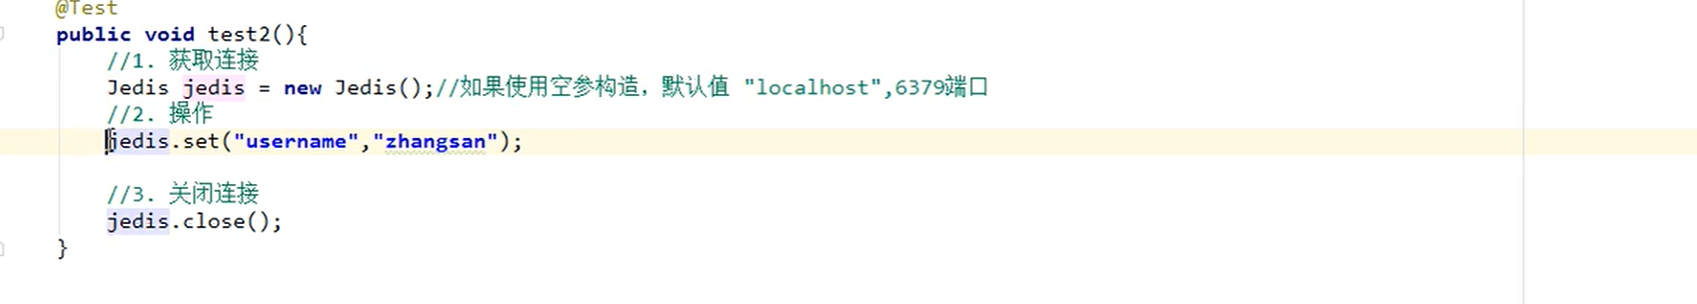 @Test
public void test2(){
//1. 获取连接
Jedis jedis = new Jedis();//如果使用空参构造，默认值 "localhost",6379端口
//2. 操作
jedis.set("username","zhangsan");
//3. 关闭连接
jedis.close();
}